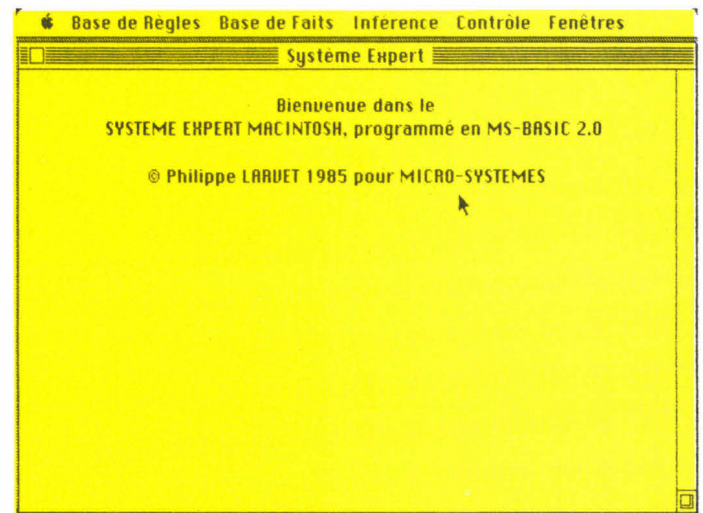 Base de Règles Base de Faits Inférence Contrôle Fenêtres
Système Expert
Bienvenue dans le
SYSTEME EXPERT MACINTOSH, programmé en MS-BASIC 2.0
© Philippe LARVET 1985 pour MICRO-SYSTEMES